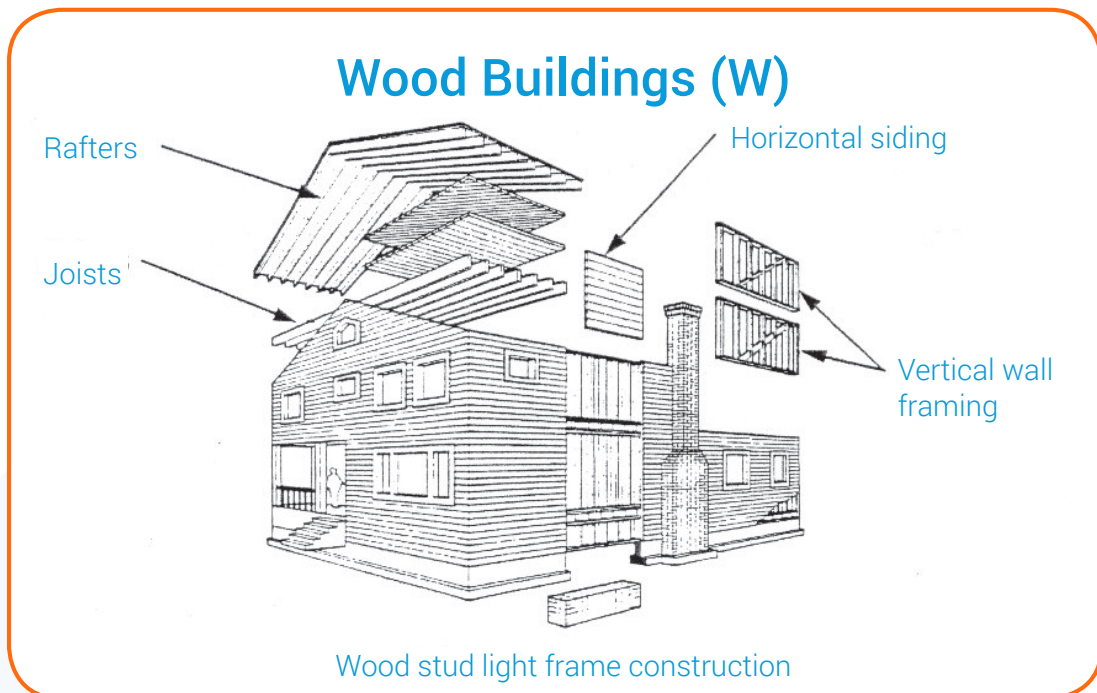 Wood Buildings (W)
Rafters
Horizontal siding
Joists
Vertical wall
framing
Wood stud light frame construction